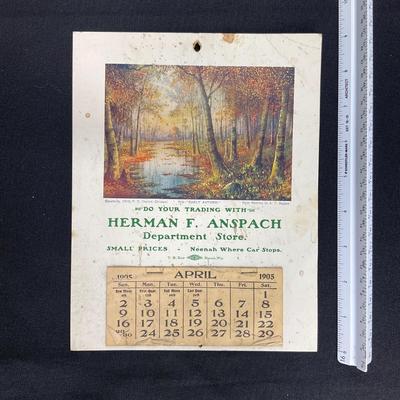 "EARLY AUTUMN"
DO YOUR TRADING WITH
HERMAN F. ANSPACH
Department Store.
SMALL PRICES - Neenah Where Car Stops.
1905 APRIL 1905
Sun. Mon. Tue. Wed. Thu. Fri. Sat.
1
2 3 4 5 6 7 8
9 10 11 12 13 14 15
16 17 18 19 20 21 22
23/30 24 25 26 27 28 29
ARCHITECT
16